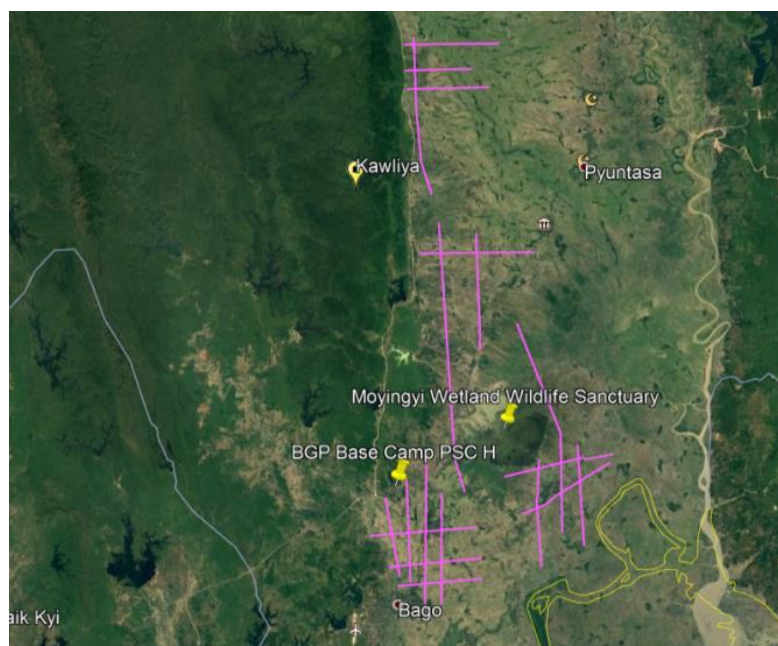 Kawliya
Pyuntasa
Moyingyi Wetland Wildlife Sanctuary
BGP Base Camp PSC H
Bago
aik Kyi